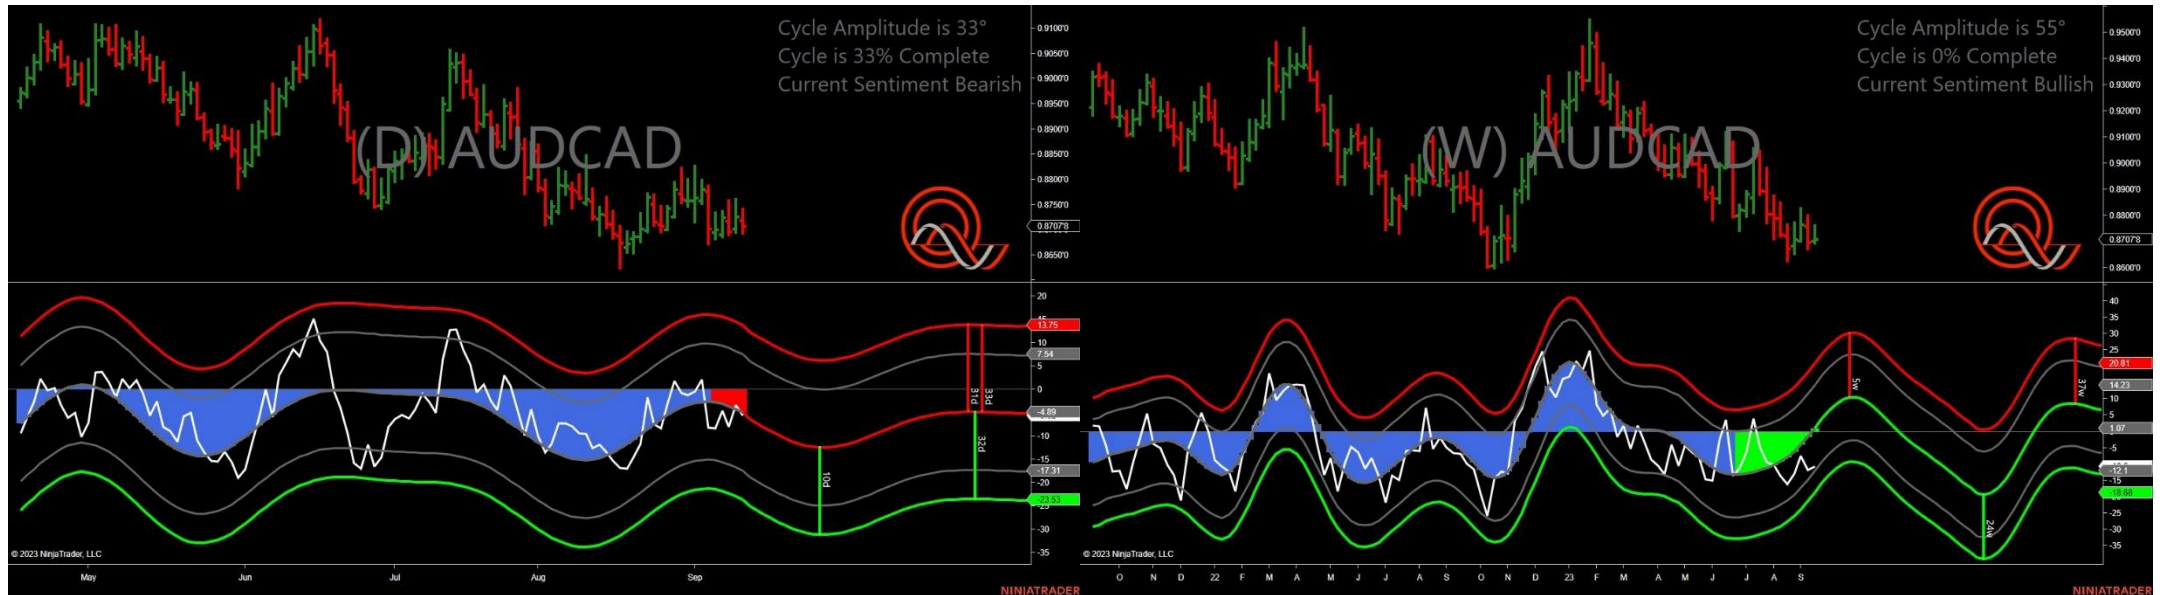 Cycle Amplitude is 33°
Cycle is 33% Complete
Current Sentiment Bearish
(D) AUDCAD
0.9100'0
0.9050'0
0.9000'0
0.8950'0
0.8900'0
0.8850'0
0.8800'0
0.8750'0
0.8707'8
0.8650'0
20
15
13.75
10
7.54
5
0
-4.89
-10
-15
-17.31
-20
-23.53
-25
-30
-35
31d
33d
32d
10d
© 2023 NinjaTrader, LLC
May Jun Jul Aug Sep
NINJATRADER
Cycle Amplitude is 55°
Cycle is 0% Complete
Current Sentiment Bullish
(W) AUDCAD
0.9500'0
0.9400'0
0.9300'0
0.9200'0
0.9100'0
0.9000'0
0.8900'0
0.8800'0
0.8707'8
0.8600'0
40
35
30
25
20.81
14.23
10
5
1.07
-5
-12.1
-15
-18.68
-25
-30
-35
5w
37w
24w
© 2023 NinjaTrader, LLC
O N D 22 F M A M J J A S O N D 23 F M A M J J A S
NINJATRADER